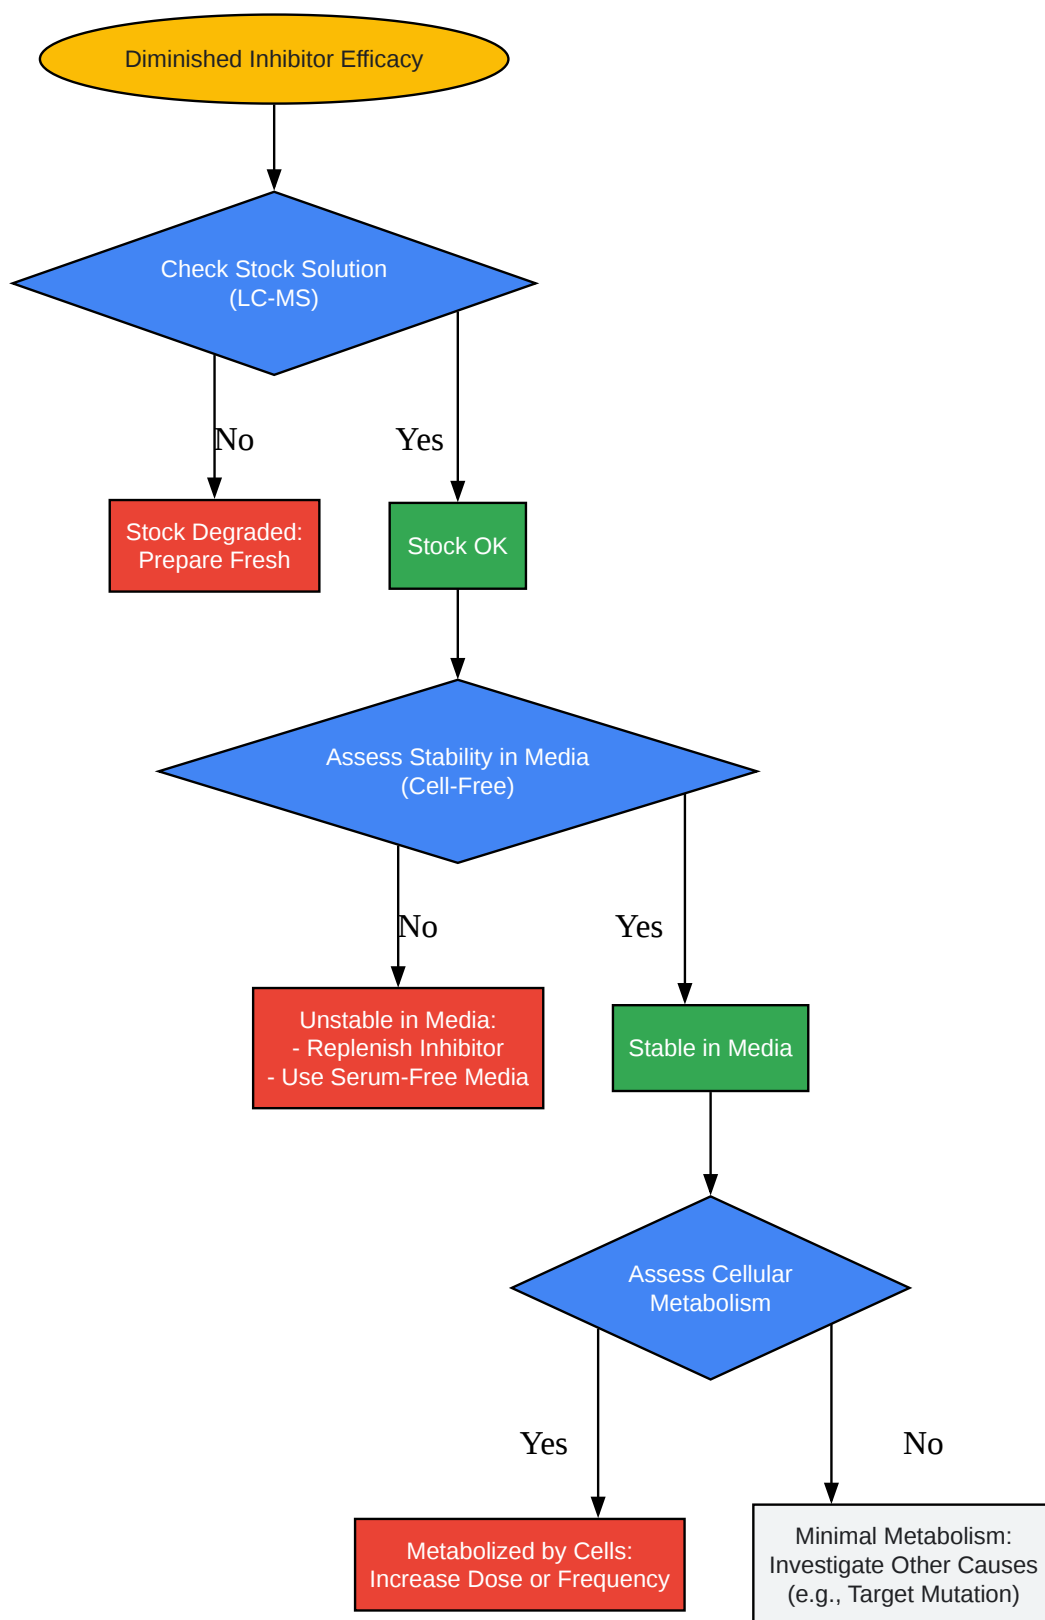 Diminished Inhibitor Efficacy
Check Stock Solution
(LC-MS)
No
Yes
Stock Degraded:
Prepare Fresh
Stock OK
Assess Stability in Media
(Cell-Free)
No
Yes
Unstable in Media:
- Replenish Inhibitor
- Use Serum-Free Media
Stable in Media
Assess Cellular
Metabolism
Yes
No
Metabolized by Cells:
Increase Dose or Frequency
Minimal Metabolism:
Investigate Other Causes
(e.g., Target Mutation)